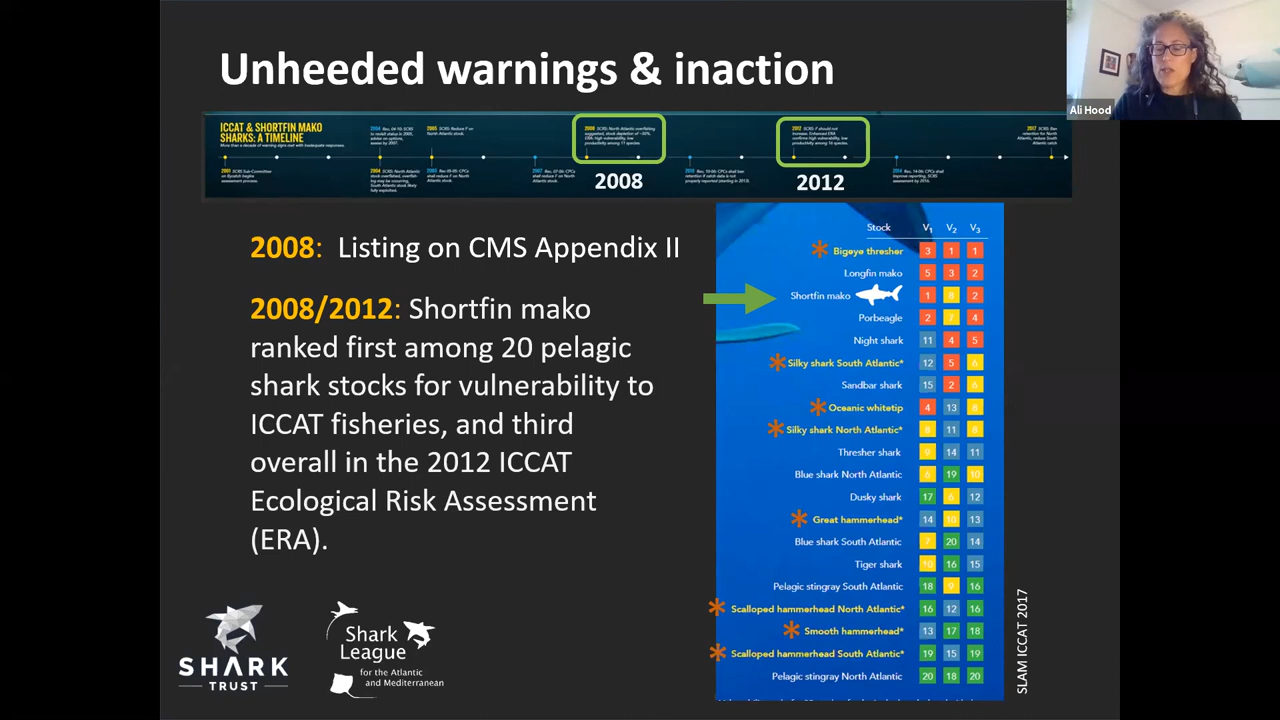 Unheeded warnings & inaction
Ali Hood
ICCAT & SHORTFIN MAKO
SHARKS: A TIMELINE
2008
2012
2008: Listing on CMS Appendix II
2008/2012: Shortfin mako
ranked first among 20 pelagic
shark stocks for vulnerability to
ICCAT fisheries, and third
overall in the 2012 ICCAT
Ecological Risk Assessment
(ERA).
Stock V1 V2 V3
Bigeye thresher 3 1 1
Longfin mako 5 3 2
Shortfin mako 1 8 2
Porbeagle 2 7 4
Night shark 11 4 5
Silky shark South Atlantic* 12 5 6
Sandbar shark 15 2 6
Oceanic whitetip 4 13 8
Silky shark North Atlantic* 8 11 8
Thresher shark 9 14 11
Blue shark North Atlantic 6 19 10
Dusky shark 17 6 12
Great hammerhead* 14 10 13
Blue shark South Atlantic 7 20 14
Tiger shark 10 16 15
Pelagic stingray South Atlantic 18 9 16
Scalloped hammerhead North Atlantic* 16 12 16
Smooth hammerhead* 13 17 18
Scalloped hammerhead South Atlantic* 19 15 19
Pelagic stingray North Atlantic 20 18 20
SLAM ICCAT 2017
SHARK
TRUST
Shark
League
for the Atlantic
and Mediterranean